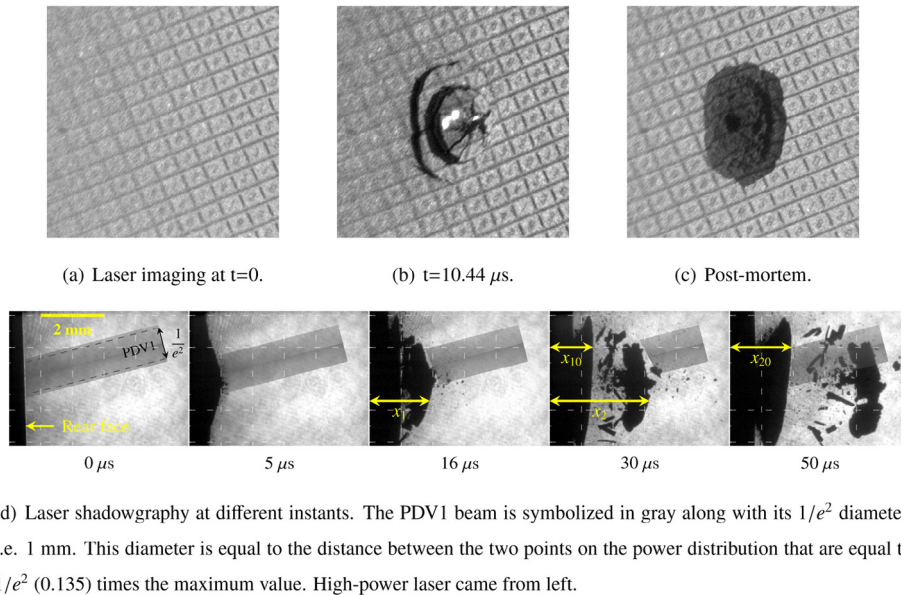 (a) Laser imaging at t=0.
(b) t=10.44 μs.
(c) Post-mortem.
2 mm
PDV1
1/e²
Rear face
x₁
x₁₀
x₂
x₂₀
0 μs
5 μs
16 μs
30 μs
50 μs
d) Laser shadowgraphy at different instants. The PDV1 beam is symbolized in gray along with its 1/e² diamete
.e. 1 mm. This diameter is equal to the distance between the two points on the power distribution that are equal t
1/e² (0.135) times the maximum value. High-power laser came from left.